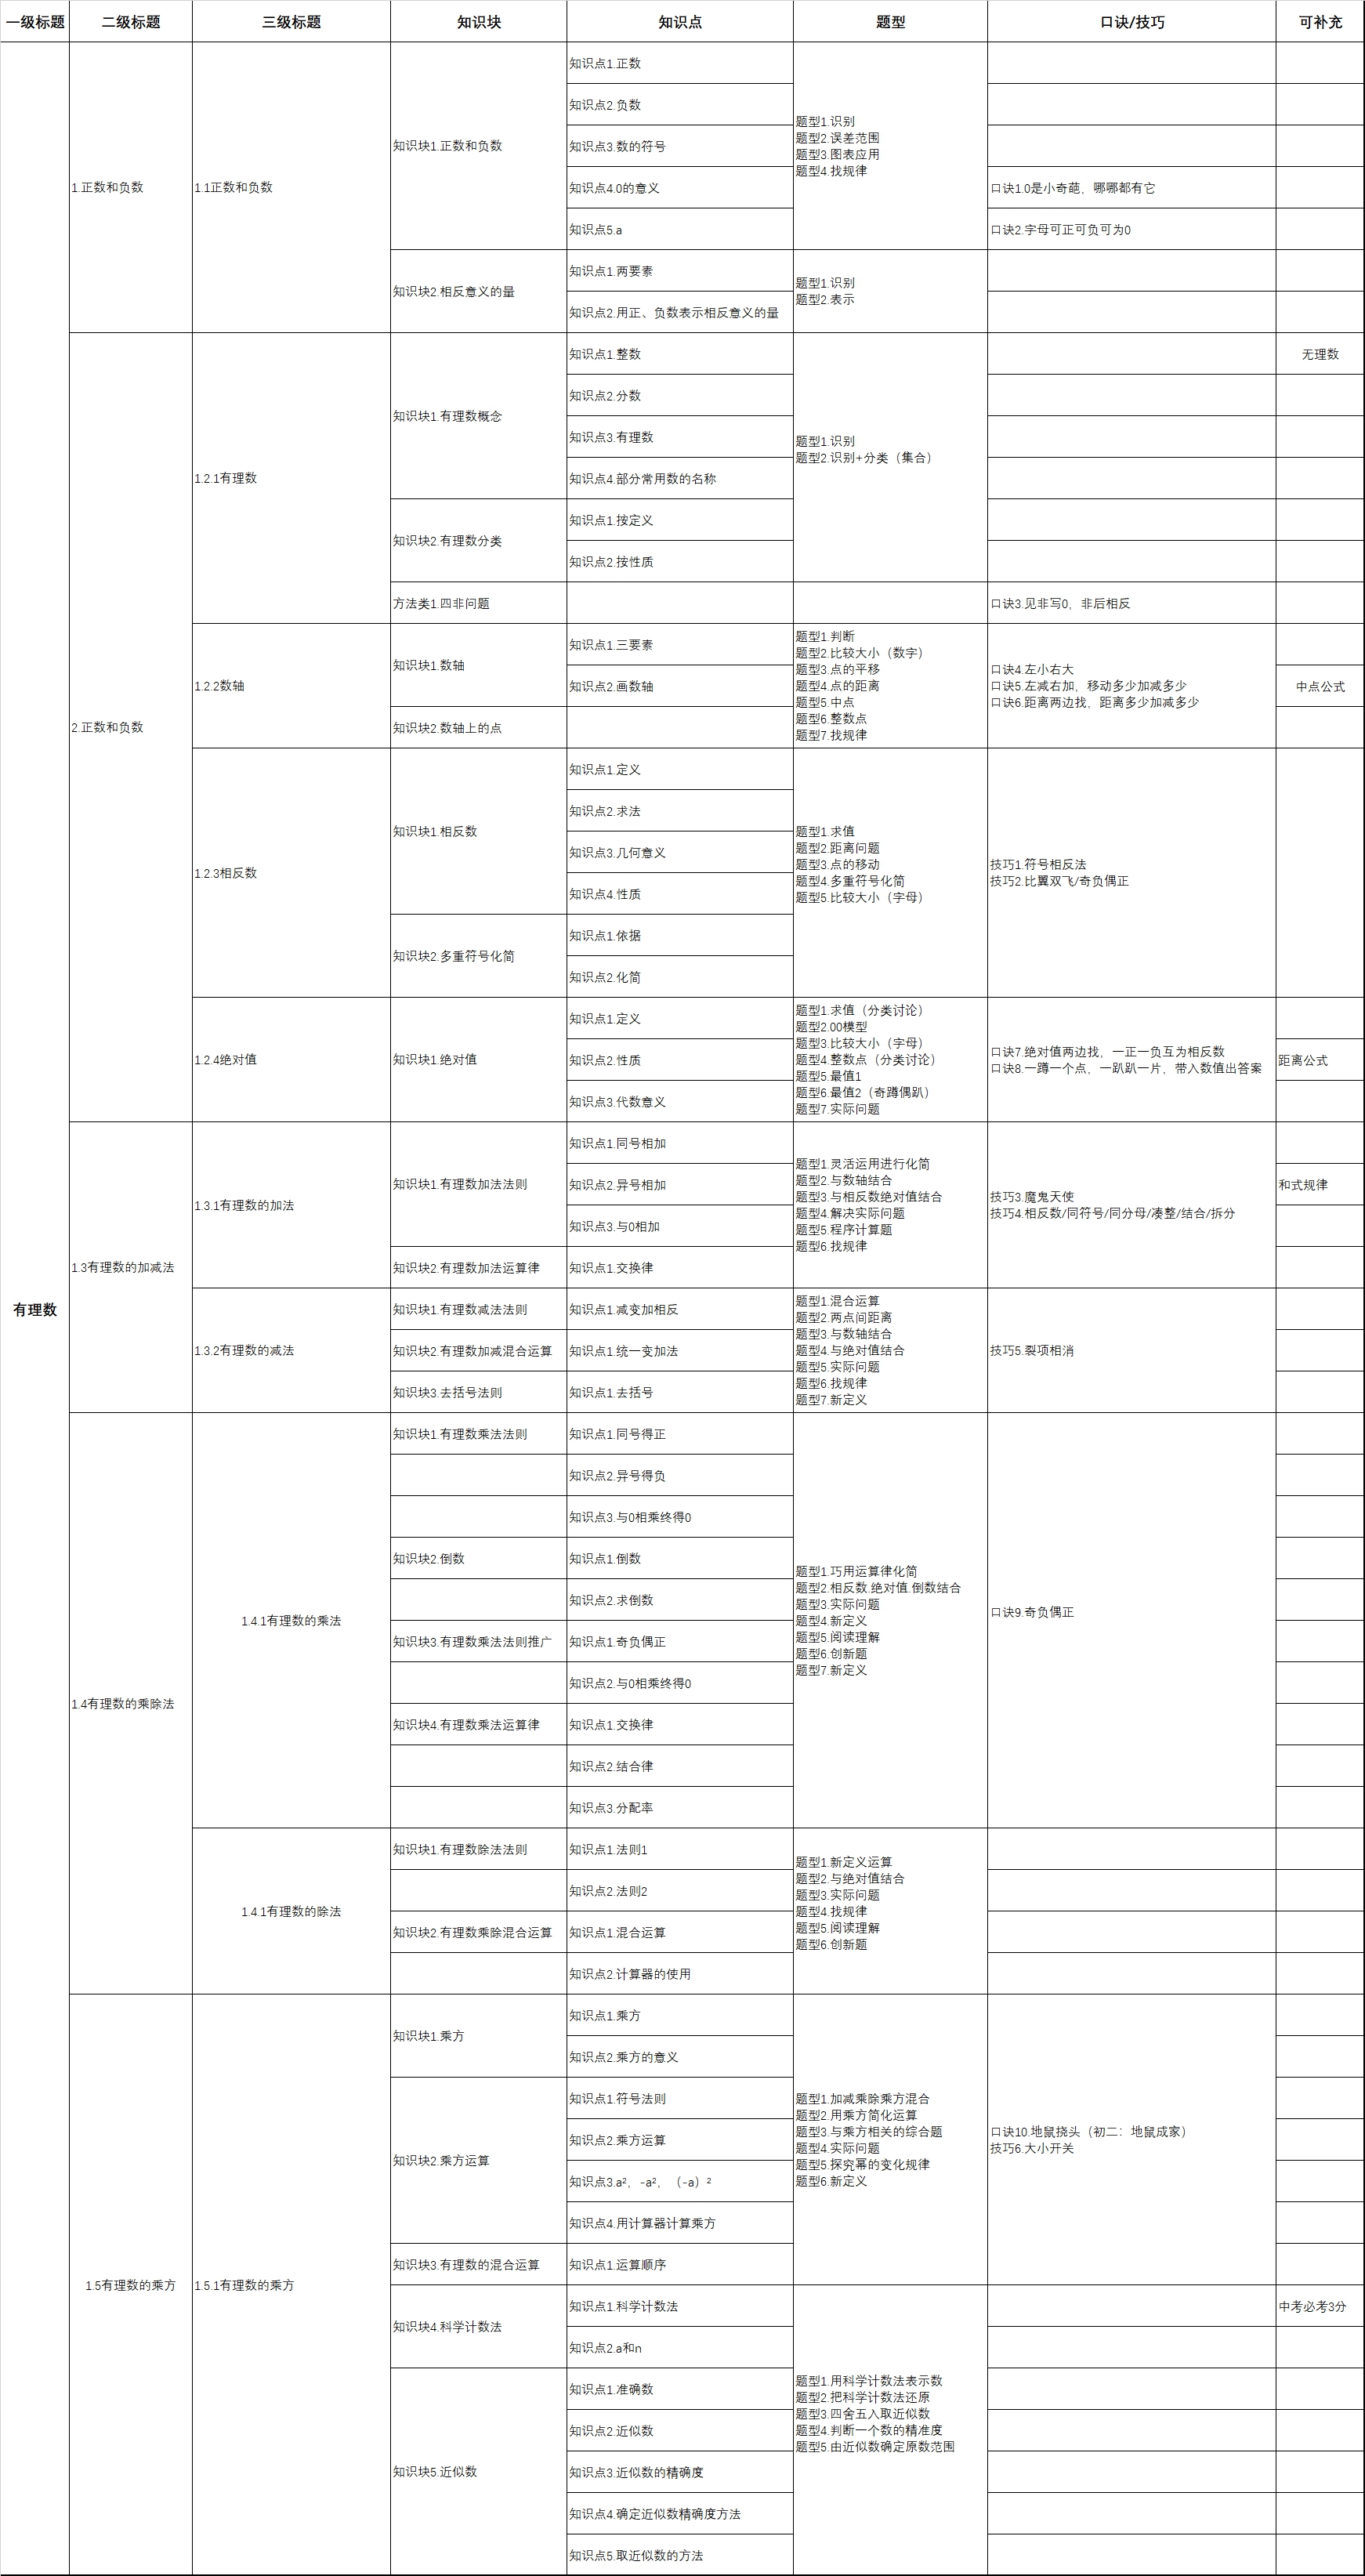 一级标题 二级标题 三级标题 知识块 知识点 题型 口诀/技巧 可补充
有理数
1.正数和负数
1.1正数和负数
知识块1.正数和负数
知识点1.正数
知识点2.负数
知识点3.数的符号
知识点4.0的意义
知识点5.a
题型1.识别
题型2.误差范围
题型3.图表应用
题型4.找规律
口诀1.0是小奇葩，哪哪都有它
口诀2.字母可正可负可为0
知识块2.相反意义的量
知识点1.两要素
知识点2.用正、负数表示相反意义的量
题型1.识别
题型2.表示
2.正数和负数
1.2.1有理数
知识块1.有理数概念
知识点1.整数
知识点2.分数
知识点3.有理数
知识点4.部分常用数的名称
题型1.识别
题型2.识别+分类（集合）
无理数
知识块2.有理数分类
知识点1.按定义
知识点2.按性质
方法类1.四非问题
口诀3.见非写0，非后相反
1.2.2数轴
知识块1.数轴
知识点1.三要素
知识点2.画数轴
知识块2.数轴上的点
题型1.判断
题型2.比较大小（数字）
题型3.点的平移
题型4.点的距离
题型5.中点
题型6.整数点
题型7.找规律
口诀4.左小右大
口诀5.左减右加，移动多少加减多少
口诀6.距离两边找，距离多少加减多少
中点公式
1.2.3相反数
知识块1.相反数
知识点1.定义
知识点2.求法
知识点3.几何意义
知识点4.性质
知识块2.多重符号化简
知识点1.依据
知识点2.化简
题型1.求值
题型2.距离问题
题型3.点的移动
题型4.多重符号化简
题型5.比较大小（字母）
技巧1.符号相反法
技巧2.比翼双飞/奇负偶正
1.2.4绝对值
知识块1.绝对值
知识点1.定义
知识点2.性质
知识点3.代数意义
题型1.求值（分类讨论）
题型2.00模型
题型3.比较大小（字母）
题型4.整数点（分类讨论）
题型5.最值1
题型6.最值2（奇蹲偶趴）
题型7.实际问题
口诀7.绝对值两边找，一正一负互为相反数
口诀8.一蹲一个点，一趴趴一片，带入数值出答案
距离公式
1.3有理数的加减法
1.3.1有理数的加法
知识块1.有理数加法法则
知识点1.同号相加
知识点2.异号相加
知识点3.与0相加
知识块2.有理数加法运算律
知识点1.交换律
题型1.灵活运用进行化简
题型2.与数轴结合
题型3.与相反数绝对值结合
题型4.解决实际问题
题型5.程序计算题
题型6.找规律
技巧3.魔鬼天使
技巧4.相反数/同符号/同分母/凑整/结合/拆分
和式规律
1.3.2有理数的减法
知识块1.有理数减法法则
知识点1.减变加相反
知识块2.有理数加减混合运算
知识点1.统一变加法
知识块3.去括号法则
知识点1.去括号
题型1.混合运算
题型2.两点间距离
题型3.与数轴结合
题型4.与绝对值结合
题型5.实际问题
题型6.找规律
题型7.新定义
技巧5.裂项相消
1.4有理数的乘除法
1.4.1有理数的乘法
知识块1.有理数乘法法则
知识点1.同号得正
知识点2.异号得负
知识点3.与0相乘终得0
知识块2.倒数
知识点1.倒数
知识点2.求倒数
知识块3.有理数乘法法则推广
知识点1.奇负偶正
知识点2.与0相乘终得0
知识块4.有理数乘法运算律
知识点1.交换律
知识点2.结合律
知识点3.分配率
题型1.巧用运算律化简
题型2.相反数.绝对值.倒数结合
题型3.实际问题
题型4.新定义
题型5.阅读理解
题型6.创新题
题型7.新定义
口诀9.奇负偶正
1.4.1有理数的除法
知识块1.有理数除法法则
知识点1.法则1
知识点2.法则2
知识块2.有理数乘除混合运算
知识点1.混合运算
知识点2.计算器的使用
题型1.新定义运算
题型2.与绝对值结合
题型3.实际问题
题型4.找规律
题型5.阅读理解
题型6.创新题
1.5有理数的乘方
1.5.1有理数的乘方
知识块1.乘方
知识点1.乘方
知识点2.乘方的意义
知识块2.乘方运算
知识点1.符号法则
知识点2.乘方运算
知识点3.a²，-a²，（-a）²
知识点4.用计算器计算乘方
知识块3.有理数的混合运算
知识点1.运算顺序
题型1.加减乘除乘方混合
题型2.用乘方简化运算
题型3.与乘方相关的综合题
题型4.实际问题
题型5.探究幂的变化规律
题型6.新定义
口诀10.地鼠挠头（初二：地鼠成家）
技巧6.大小开关
知识块4.科学计数法
知识点1.科学计数法
知识点2.a和n
中考必考3分
知识块5.近似数
知识点1.准确数
知识点2.近似数
知识点3.近似数的精确度
知识点4.确定近似数精确度方法
知识点5.取近似数的方法
题型1.用科学计数法表示数
题型2.把科学计数法还原
题型3.四舍五入取近似数
题型4.判断一个数的精准度
题型5.由近似数确定原数范围